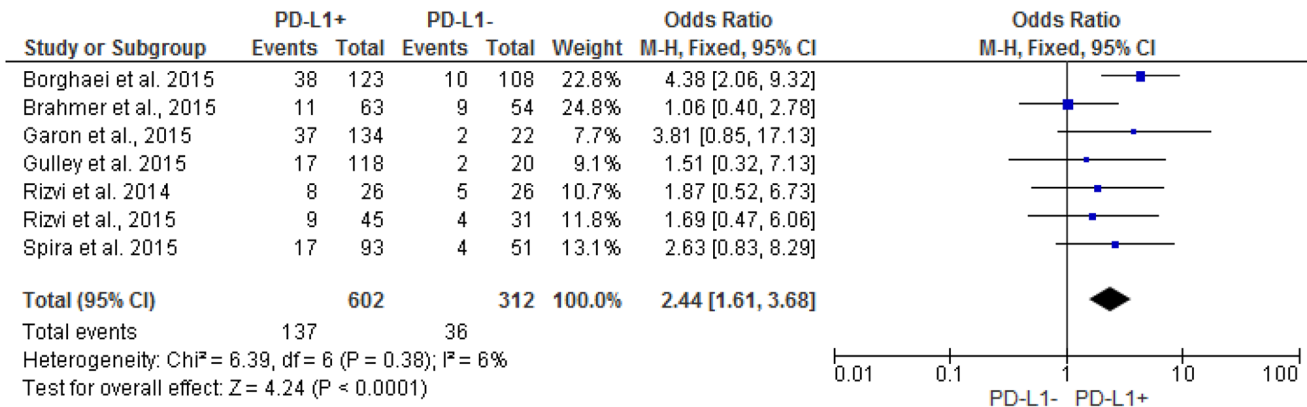 PD-L1+ PD-L1- Odds Ratio Odds Ratio
Study or Subgroup Events Total Events Total Weight M-H, Fixed, 95% CI M-H, Fixed, 95% CI
Borghaei et al. 2015 38 123 10 108 22.8% 4.38 [2.06, 9.32]
Brahmer et al., 2015 11 63 9 54 24.8% 1.06 [0.40, 2.78]
Garon et al., 2015 37 134 2 22 7.7% 3.81 [0.85, 17.13]
Gulley et al. 2015 17 118 2 20 9.1% 1.51 [0.32, 7.13]
Rizvi et al. 2014 8 26 5 26 10.7% 1.87 [0.52, 6.73]
Rizvi et al., 2015 9 45 4 31 11.8% 1.69 [0.47, 6.06]
Spira et al. 2015 17 93 4 51 13.1% 2.63 [0.83, 8.29]
Total (95% CI) 602 312 100.0% 2.44 [1.61, 3.68]
Total events 137 36
Heterogeneity: Chi² = 6.39, df = 6 (P = 0.38); I² = 6%
Test for overall effect: Z = 4.24 (P < 0.0001)
0.01 0.1 1 10 100
PD-L1- PD-L1+